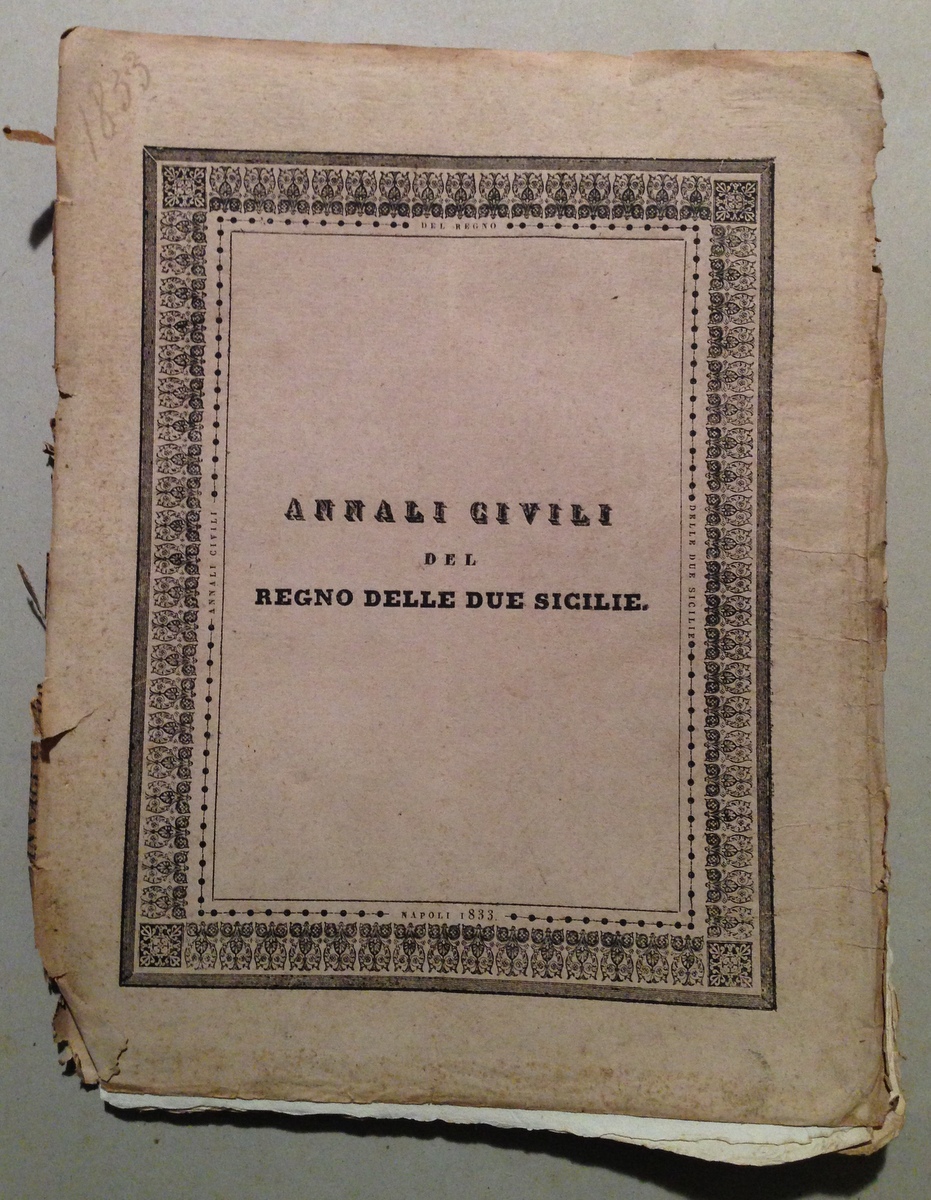 1833
DEL REGNO
ANNALI CIVILI
DEL
REGNO DELLE DUE SICILIE.
ANNALI CIVILI
DELLE DUE SICILIE
NAPOLI 1833